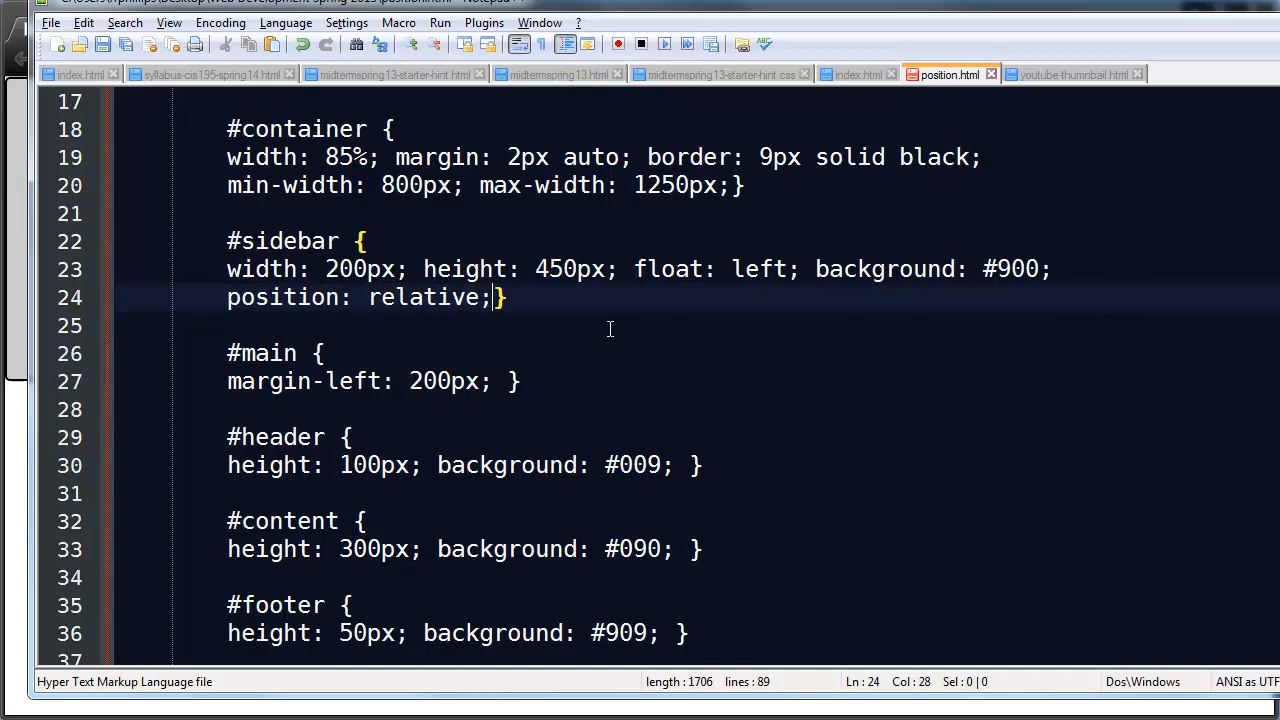 File Edit Search View Encoding Language Settings Macro Run Plugins Window ?
index.html syllabus-cis195-spring14.html midtermspring13-starter-hint.html midtermspring13.html midtermspring13-starter-hint.css index.html position.html youtube-thumnbail.html
17
18 #container {
19 width: 85%; margin: 2px auto; border: 9px solid black;
20 min-width: 800px; max-width: 1250px;}
21
22 #sidebar {
23 width: 200px; height: 450px; float: left; background: #900;
24 position: relative;}
25
26 #main {
27 margin-left: 200px; }
28
29 #header {
30 height: 100px; background: #009; }
31
32 #content {
33 height: 300px; background: #090; }
34
35 #footer {
36 height: 50px; background: #909; }
37
Hyper Text Markup Language file length : 1706 lines : 89 Ln : 24 Col : 28 Sel : 0 | 0 Dos\Windows ANSI as UTF